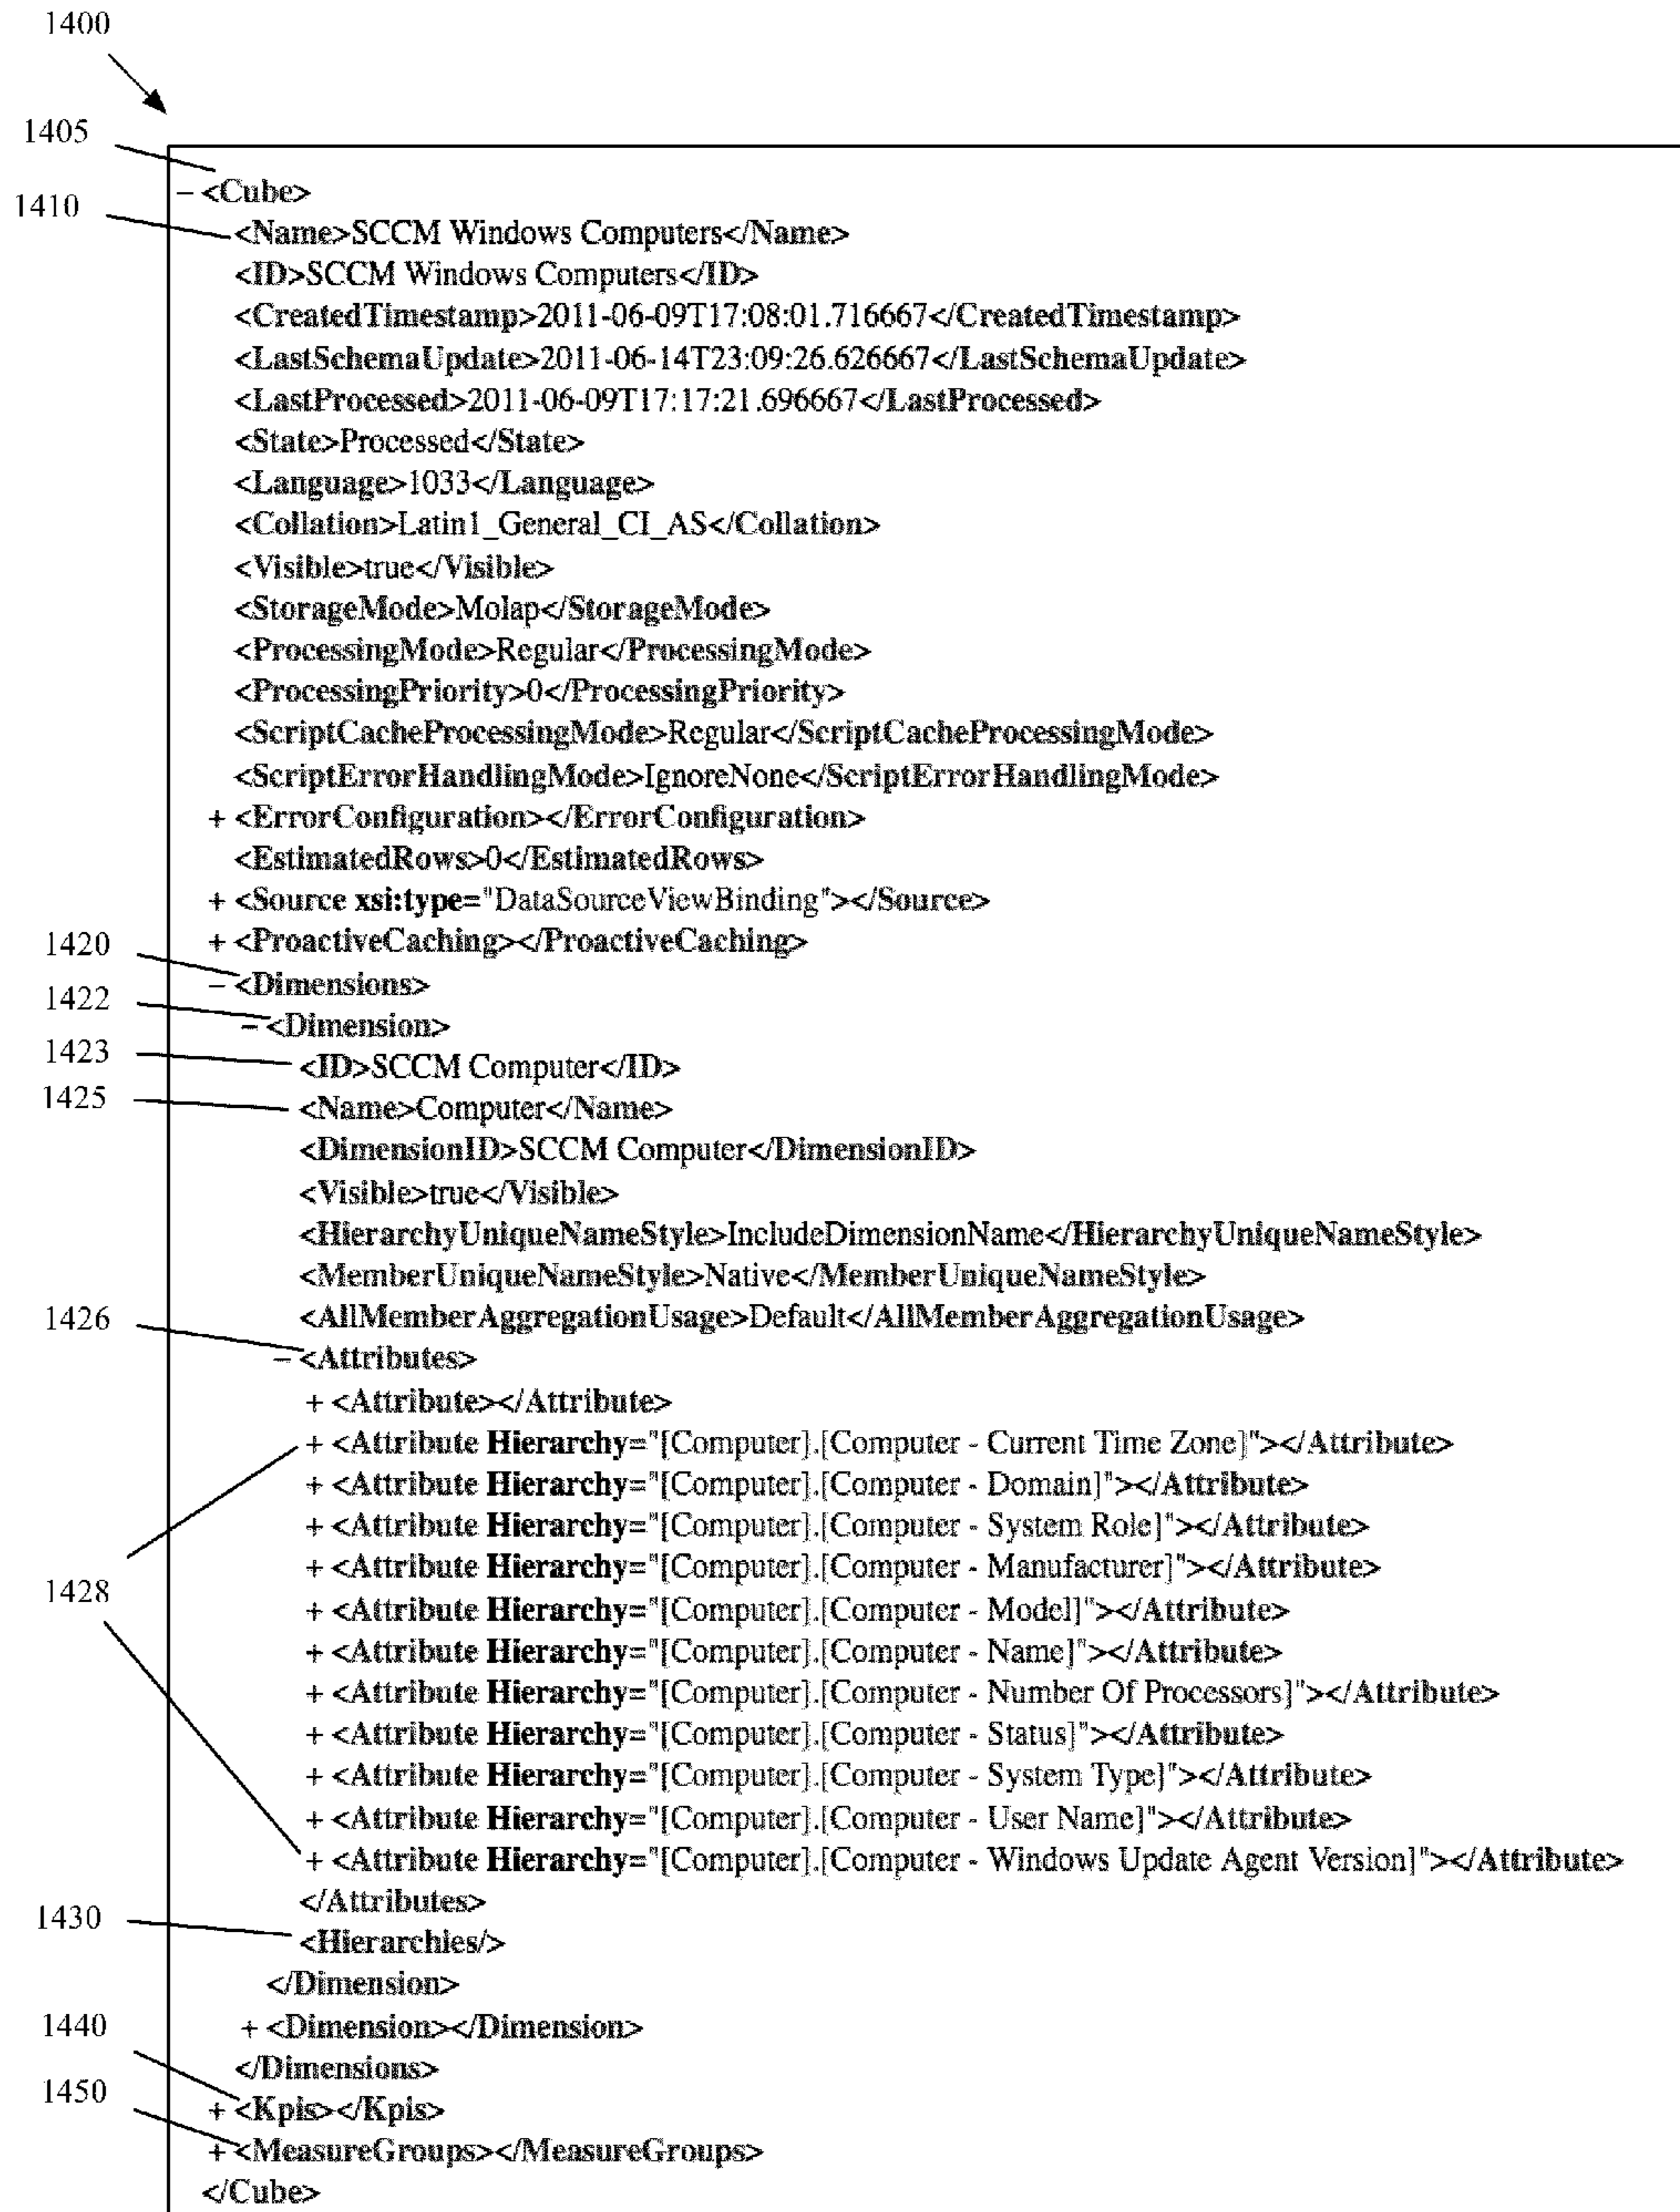 1400
1405
– <Cube>
1410
<Name>SCCM Windows Computers</Name>
<ID>SCCM Windows Computers</ID>
<CreatedTimestamp>2011-06-09T17:08:01.716667</CreatedTimestamp>
<LastSchemaUpdate>2011-06-14T23:09:26.626667</LastSchemaUpdate>
<LastProcessed>2011-06-09T17:17:21.696667</LastProcessed>
<State>Processed</State>
<Language>1033</Language>
<Collation>Latin1_General_CI_AS</Collation>
<Visible>true</Visible>
<StorageMode>Molap</StorageMode>
<ProcessingMode>Regular</ProcessingMode>
<ProcessingPriority>0</ProcessingPriority>
<ScriptCacheProcessingMode>Regular</ScriptCacheProcessingMode>
<ScriptErrorHandlingMode>IgnoreNone</ScriptErrorHandlingMode>
+ <ErrorConfiguration></ErrorConfiguration>
<EstimatedRows>0</EstimatedRows>
+ <Source xsi:type="DataSourceViewBinding"></Source>
1420
+ <ProactiveCaching></ProactiveCaching>
– <Dimensions>
1422
– <Dimension>
1423
<ID>SCCM Computer</ID>
1425
<Name>Computer</Name>
<DimensionID>SCCM Computer</DimensionID>
<Visible>true</Visible>
<HierarchyUniqueNameStyle>IncludeDimensionName</HierarchyUniqueNameStyle>
<MemberUniqueNameStyle>Native</MemberUniqueNameStyle>
1426
<AllMemberAggregationUsage>Default</AllMemberAggregationUsage>
– <Attributes>
+ <Attribute></Attribute>
+ <Attribute Hierarchy="[Computer].[Computer - Current Time Zone]"></Attribute>
+ <Attribute Hierarchy="[Computer].[Computer - Domain]"></Attribute>
+ <Attribute Hierarchy="[Computer].[Computer - System Role]"></Attribute>
+ <Attribute Hierarchy="[Computer].[Computer - Manufacturer]"></Attribute>
1428
+ <Attribute Hierarchy="[Computer].[Computer - Model]"></Attribute>
+ <Attribute Hierarchy="[Computer].[Computer - Name]"></Attribute>
+ <Attribute Hierarchy="[Computer].[Computer - Number Of Processors]"></Attribute>
+ <Attribute Hierarchy="[Computer].[Computer - Status]"></Attribute>
+ <Attribute Hierarchy="[Computer].[Computer - System Type]"></Attribute>
+ <Attribute Hierarchy="[Computer].[Computer - User Name]"></Attribute>
+ <Attribute Hierarchy="[Computer].[Computer - Windows Update Agent Version]"></Attribute>
</Attributes>
1430
<Hierarchies/>
</Dimension>
1440
+ <Dimension></Dimension>
</Dimensions>
1450
+ <Kpis></Kpis>
+ <MeasureGroups></MeasureGroups>
</Cube>